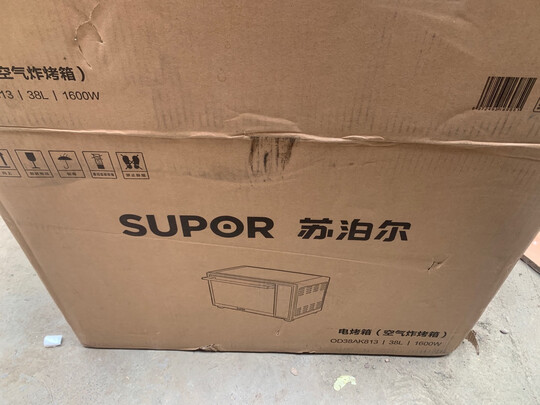 空气炸烤箱）
813 | 38L | 1600W
SUPOR 苏泊尔
电烤箱（空气炸烤箱）
OD38AK813 | 38L | 1600W